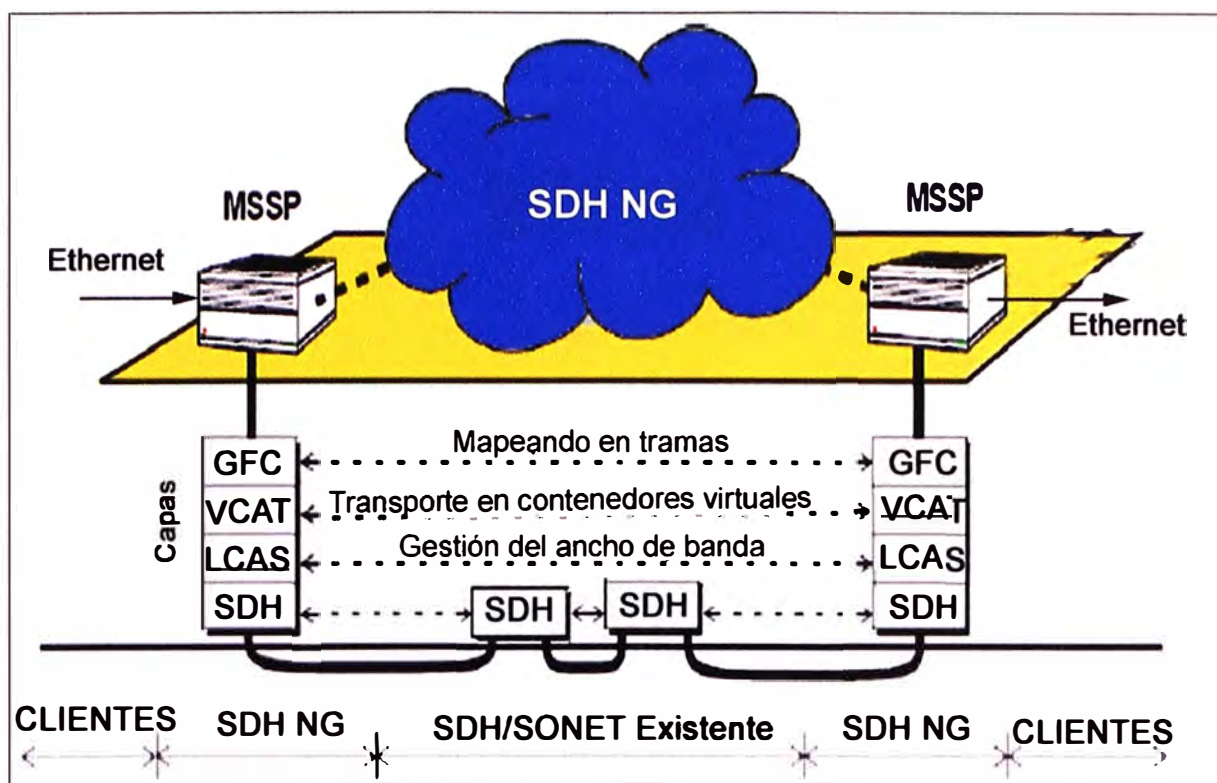 SDH NG
MSSP
MSSP
Ethernet
Ethernet
Capas
GFC
Mapeando en tramas
GFC
VCAT
Transporte en contenedores virtuales
VCAT
LCAS
Gestión del ancho de banda
LCAS
SDH
SDH
SDH
SDH
CLIENTES
SDH NG
SDH/SONET Existente
SDH NG
CLIENTES